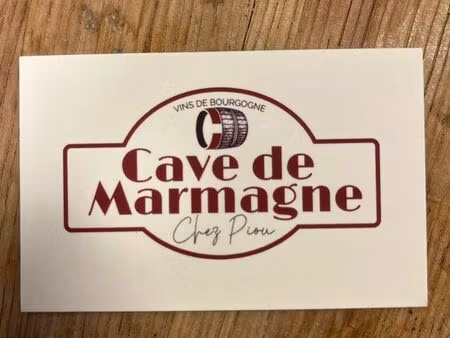 VINS DE BOURGOGNE
Cave de
Marmagne
Chez Piou